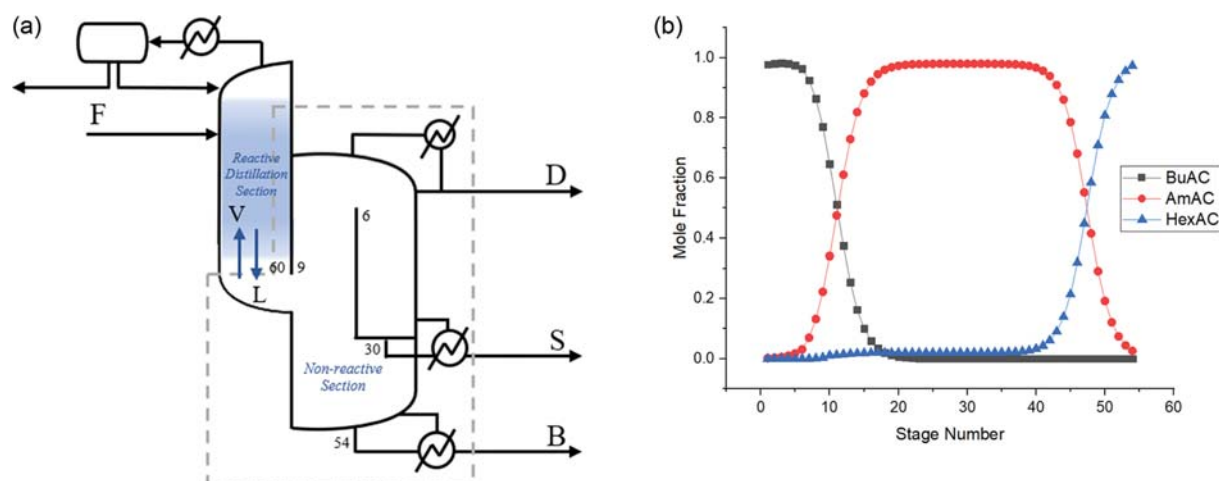 (a)
F
Reactive
Distillation
Section
V
L
60
9
6
D
30
S
Non-reactive
Section
54
B
(b)
Mole Fraction
1.0
0.8
0.6
0.4
0.2
0.0
0 10 20 30 40 50 60
Stage Number
BuAC
AmAC
HexAC